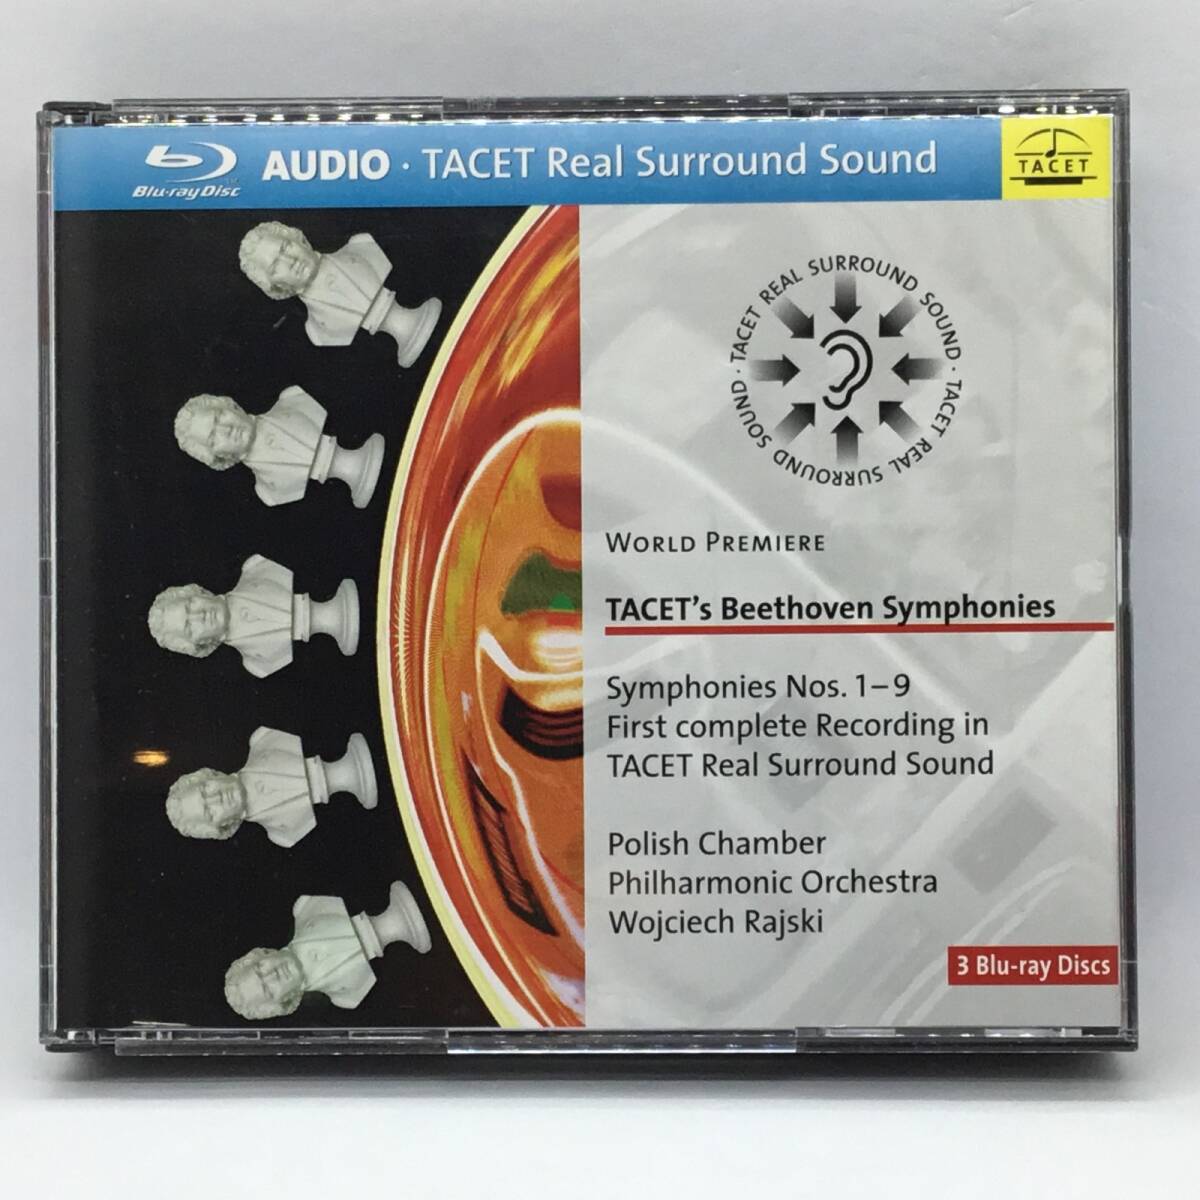 Blu-ray Disc
AUDIO · TACET Real Surround Sound
TACET
TACET REAL SURROUND SOUND · TACET REAL SURROUND SOUND ·
WORLD PREMIERE
TACET's Beethoven Symphonies
Symphonies Nos. 1–9
First complete Recording in
TACET Real Surround Sound
Polish Chamber
Philharmonic Orchestra
Wojciech Rajski
3 Blu-ray Discs